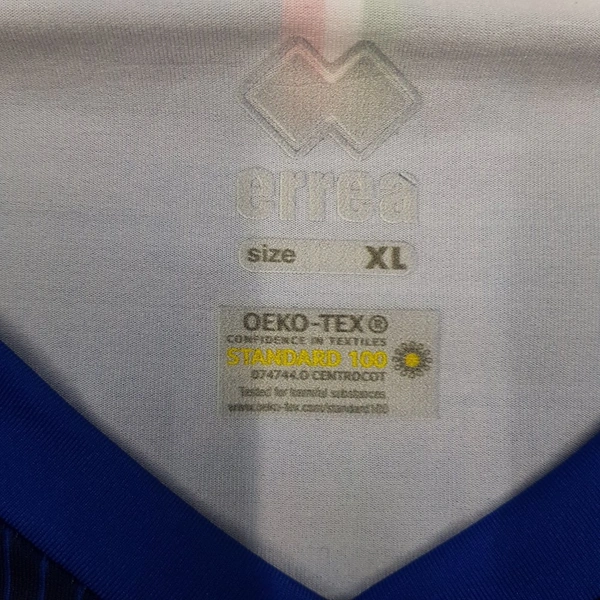 errea
size XL
OEKO-TEX®
CONFIDENCE IN TEXTILES
STANDARD 100
074744.O CENTROCOT
Tested for harmful substances
www.oeko-tex.com/standard100